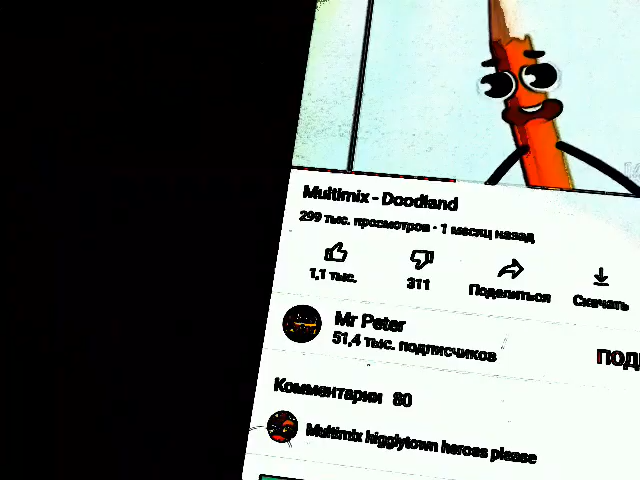 Multimix - Doodland
299 тыс. просмотров · 1 месяц назад
1,1 тыс.
311
Поделиться
Скачать
Mr Peter
51,4 тыс. подписчиков
Комментарии 80
Multimix higglytown heroes please